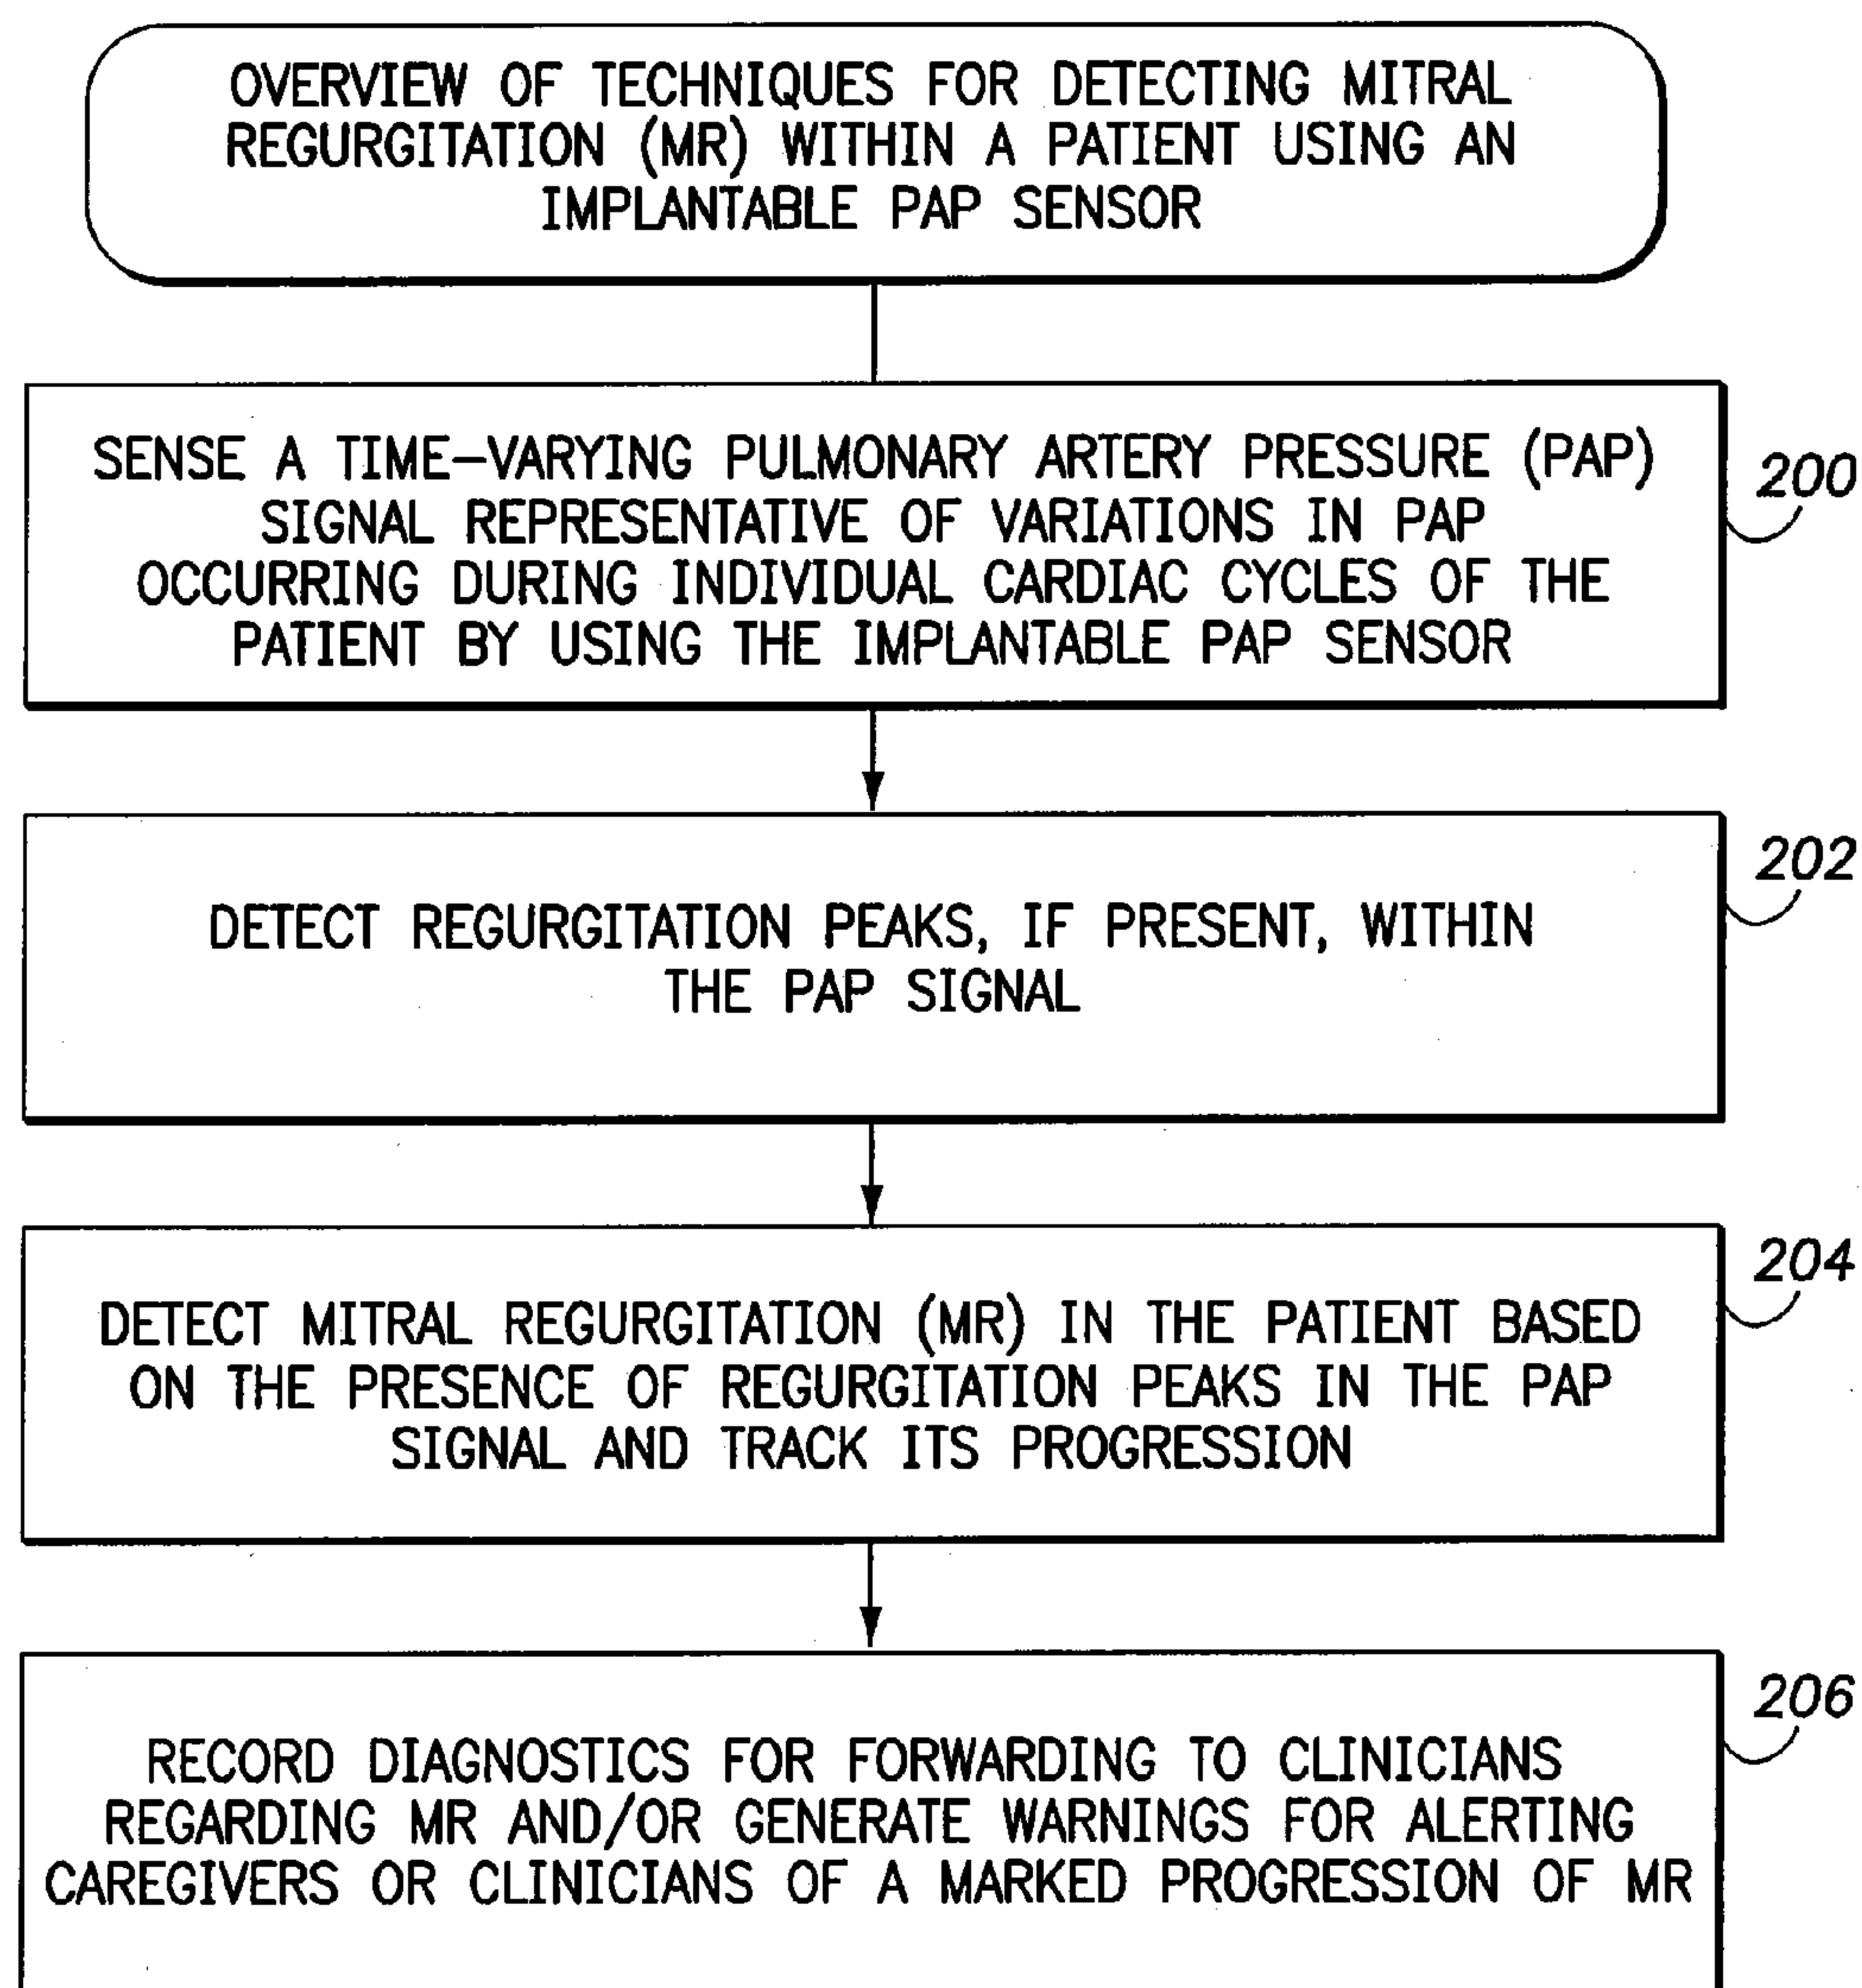 OVERVIEW OF TECHNIQUES FOR DETECTING MITRAL
REGURGITATION (MR) WITHIN A PATIENT USING AN
IMPLANTABLE PAP SENSOR
SENSE A TIME-VARYING PULMONARY ARTERY PRESSURE (PAP)
SIGNAL REPRESENTATIVE OF VARIATIONS IN PAP
OCCURRING DURING INDIVIDUAL CARDIAC CYCLES OF THE
PATIENT BY USING THE IMPLANTABLE PAP SENSOR
200
DETECT REGURGITATION PEAKS, IF PRESENT, WITHIN
THE PAP SIGNAL
202
DETECT MITRAL REGURGITATION (MR) IN THE PATIENT BASED
ON THE PRESENCE OF REGURGITATION PEAKS IN THE PAP
SIGNAL AND TRACK ITS PROGRESSION
204
RECORD DIAGNOSTICS FOR FORWARDING TO CLINICIANS
REGARDING MR AND/OR GENERATE WARNINGS FOR ALERTING
CAREGIVERS OR CLINICIANS OF A MARKED PROGRESSION OF MR
206